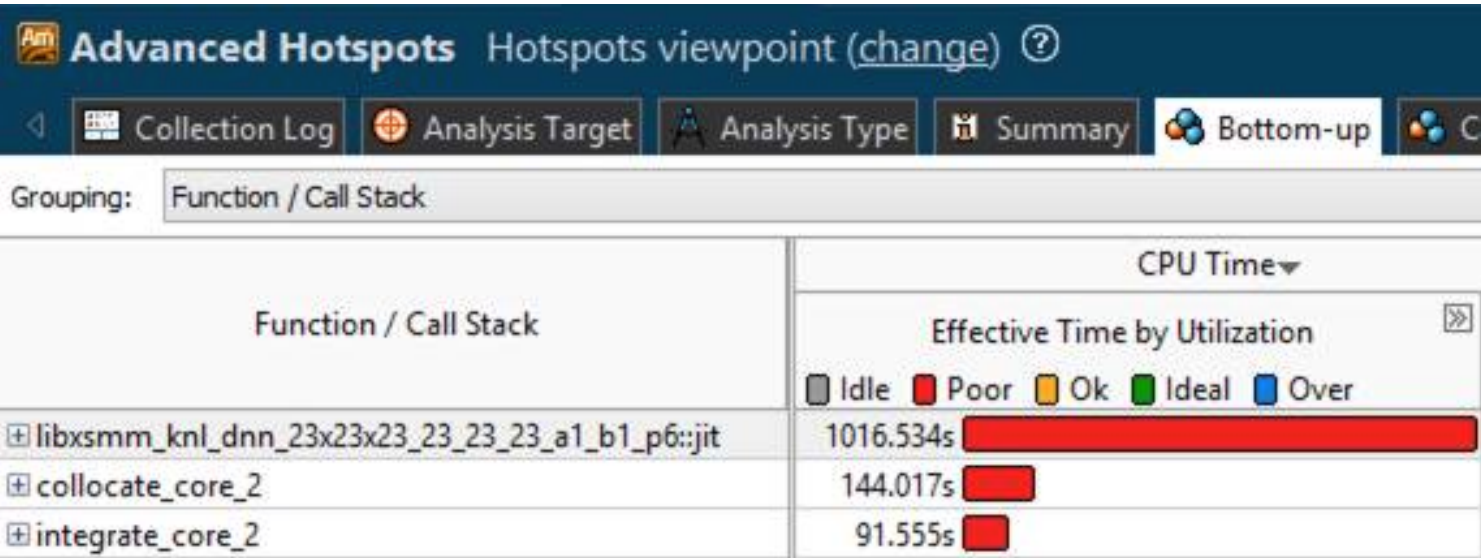 Am Advanced Hotspots Hotspots viewpoint (change) ?
Collection Log Analysis Target Analysis Type Summary Bottom-up C
Grouping: Function / Call Stack
CPU Time
Function / Call Stack
Effective Time by Utilization
Idle Poor Ok Ideal Over
libxsmm_knl_dnn_23x23x23_23_23_23_a1_b1_p6::jit 1016.534s
collocate_core_2 144.017s
integrate_core_2 91.555s